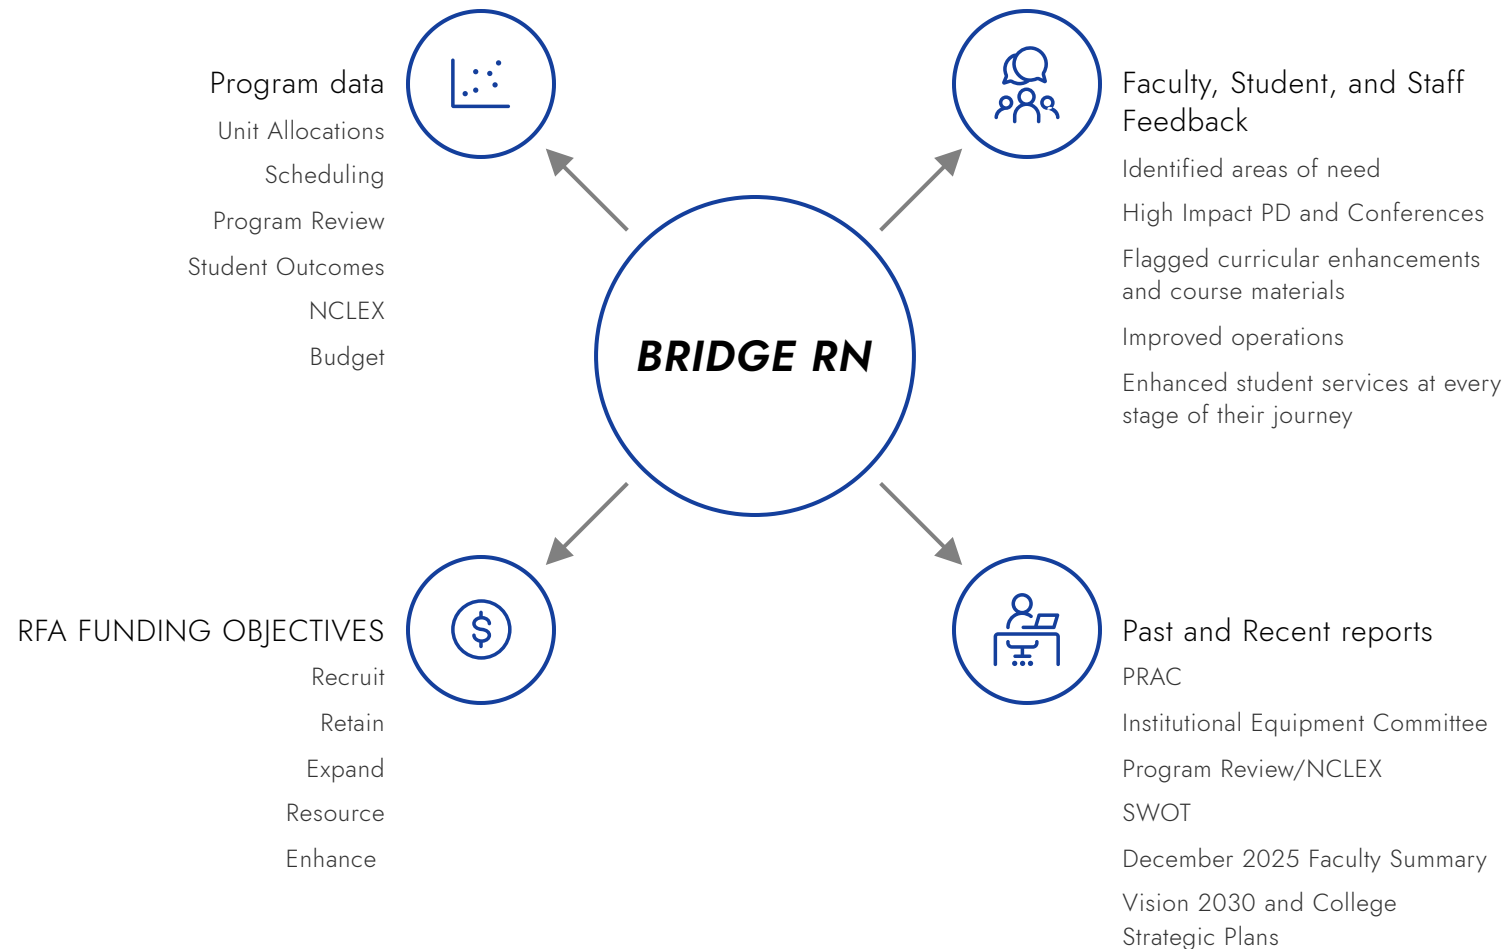 Program data
Unit Allocations
Scheduling
Program Review
Student Outcomes
NCLEX
Budget
Faculty, Student, and Staff
Feedback
Identified areas of need
High Impact PD and Conferences
Flagged curricular enhancements
and course materials
Improved operations
Enhanced student services at every
stage of their journey
BRIDGE RN
RFA FUNDING OBJECTIVES
Recruit
Retain
Expand
Resource
Enhance
Past and Recent reports
PRAC
Institutional Equipment Committee
Program Review/NCLEX
SWOT
December 2025 Faculty Summary
Vision 2030 and College
Strategic Plans